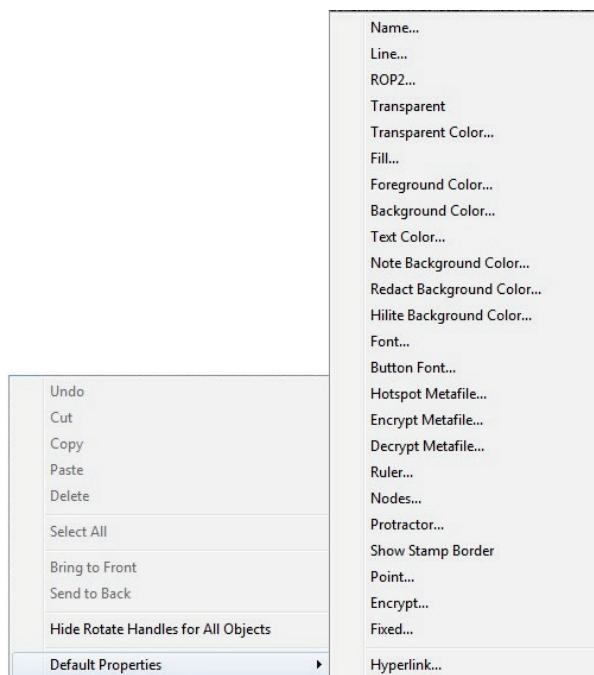 Name...
Line...
ROP2...
Transparent
Transparent Color...
Fill...
Foreground Color...
Background Color...
Text Color...
Note Background Color...
Redact Background Color...
Hilite Background Color...
Font...
Button Font...
Hotspot Metafile...
Encrypt Metafile...
Decrypt Metafile...
Ruler...
Nodes...
Protractor...
Show Stamp Border
Point...
Encrypt...
Fixed...
Hyperlink...
Undo
Cut
Copy
Paste
Delete
Select All
Bring to Front
Send to Back
Hide Rotate Handles for All Objects
Default Properties